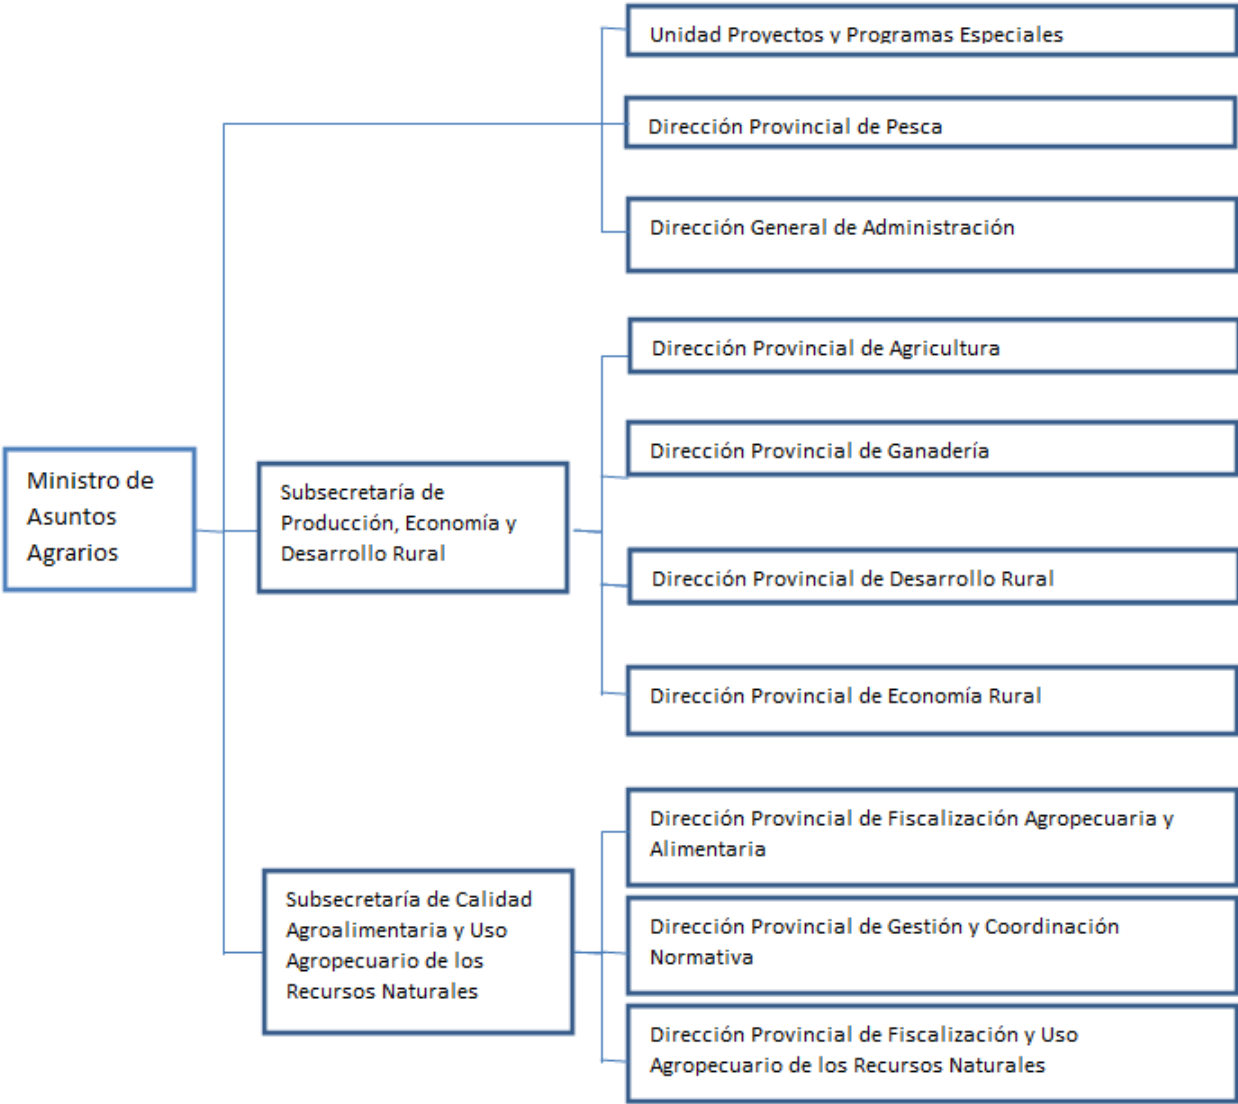 Unidad Proyectos y Programas Especiales
Dirección Provincial de Pesca
Dirección General de Administración
Dirección Provincial de Agricultura
Dirección Provincial de Ganadería
Ministro de
Asuntos
Agrarios
Subsecretaría de
Producción, Economía y
Desarrollo Rural
Dirección Provincial de Desarrollo Rural
Dirección Provincial de Economía Rural
Dirección Provincial de Fiscalización Agropecuaria y
Alimentaria
Subsecretaría de Calidad
Agroalimentaria y Uso
Agropecuario de los
Recursos Naturales
Dirección Provincial de Gestión y Coordinación
Normativa
Dirección Provincial de Fiscalización y Uso
Agropecuario de los Recursos Naturales